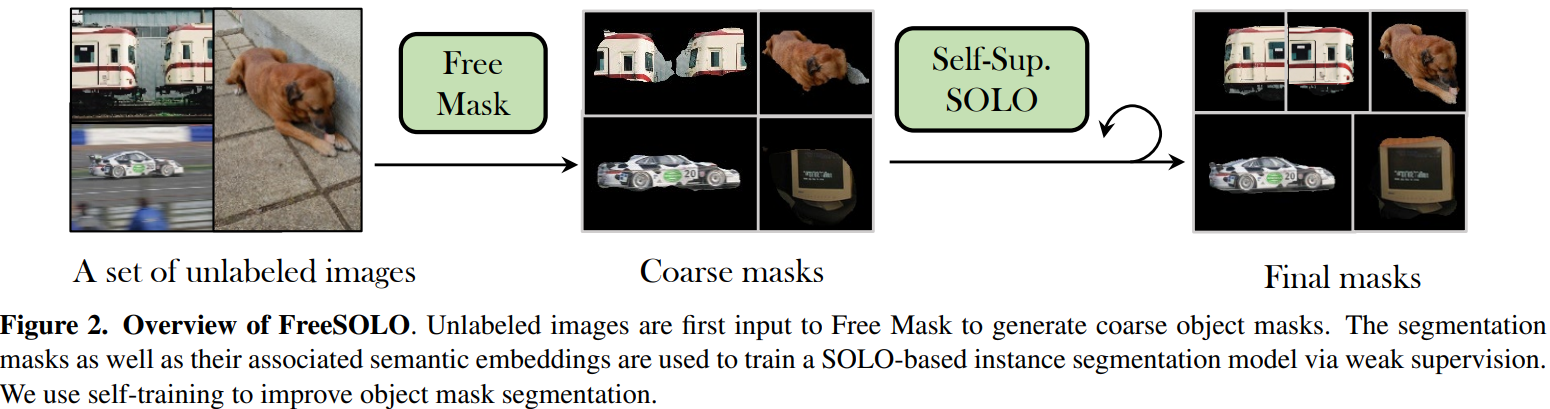 Free
Mask
Self-Sup.
SOLO
20
20
A set of unlabeled images
Coarse masks
Final masks
Figure 2. Overview of FreeSOLO. Unlabeled images are first input to Free Mask to generate coarse object masks. The segmentation
masks as well as their associated semantic embeddings are used to train a SOLO-based instance segmentation model via weak supervision.
We use self-training to improve object mask segmentation.